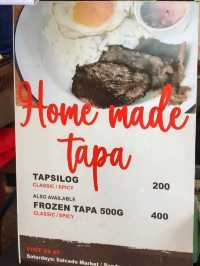 Home made
tapa
TAPSILOG 200
CLASSIC / SPICY
ALSO AVAILABLE
FROZEN TAPA 500G 400
CLASSIC / SPICY
Saturdays: Salcedo Market /